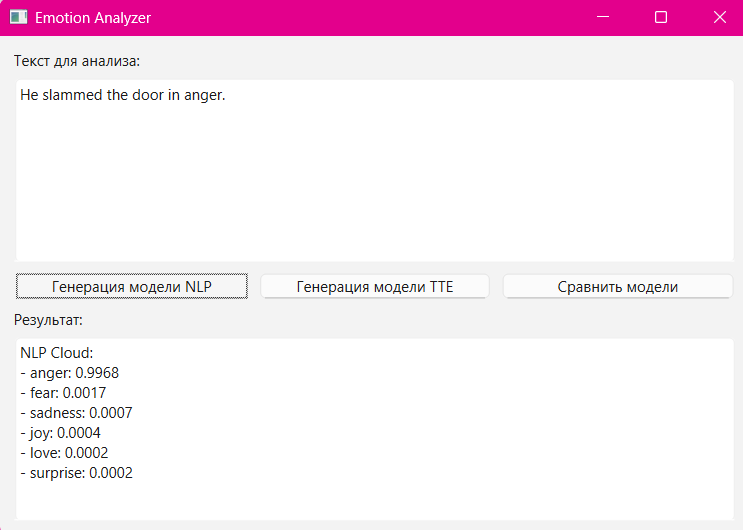 Emotion Analyzer
Текст для анализа:
He slammed the door in anger.
Генерация модели NLP Генерация модели TTE Сравнить модели
Результат:
NLP Cloud:
- anger: 0.9968
- fear: 0.0017
- sadness: 0.0007
- joy: 0.0004
- love: 0.0002
- surprise: 0.0002